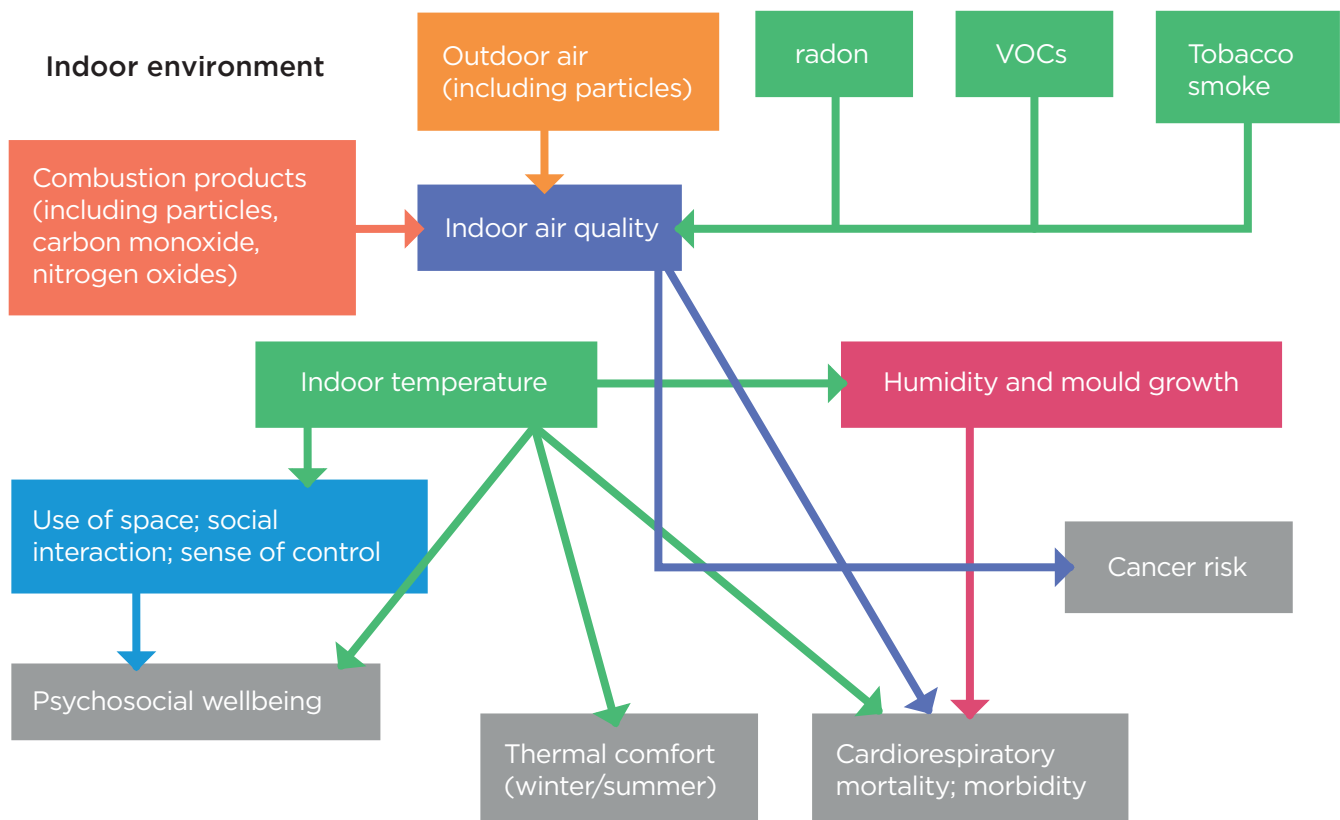 Indoor environment
Outdoor air
(including particles)
radon
VOCs
Tobacco
smoke
Combustion products
(including particles,
carbon monoxide,
nitrogen oxides)
Indoor air quality
Indoor temperature
Humidity and mould growth
Use of space; social
interaction; sense of control
Cancer risk
Psychosocial wellbeing
Thermal comfort
(winter/summer)
Cardiorespiratory
mortality; morbidity